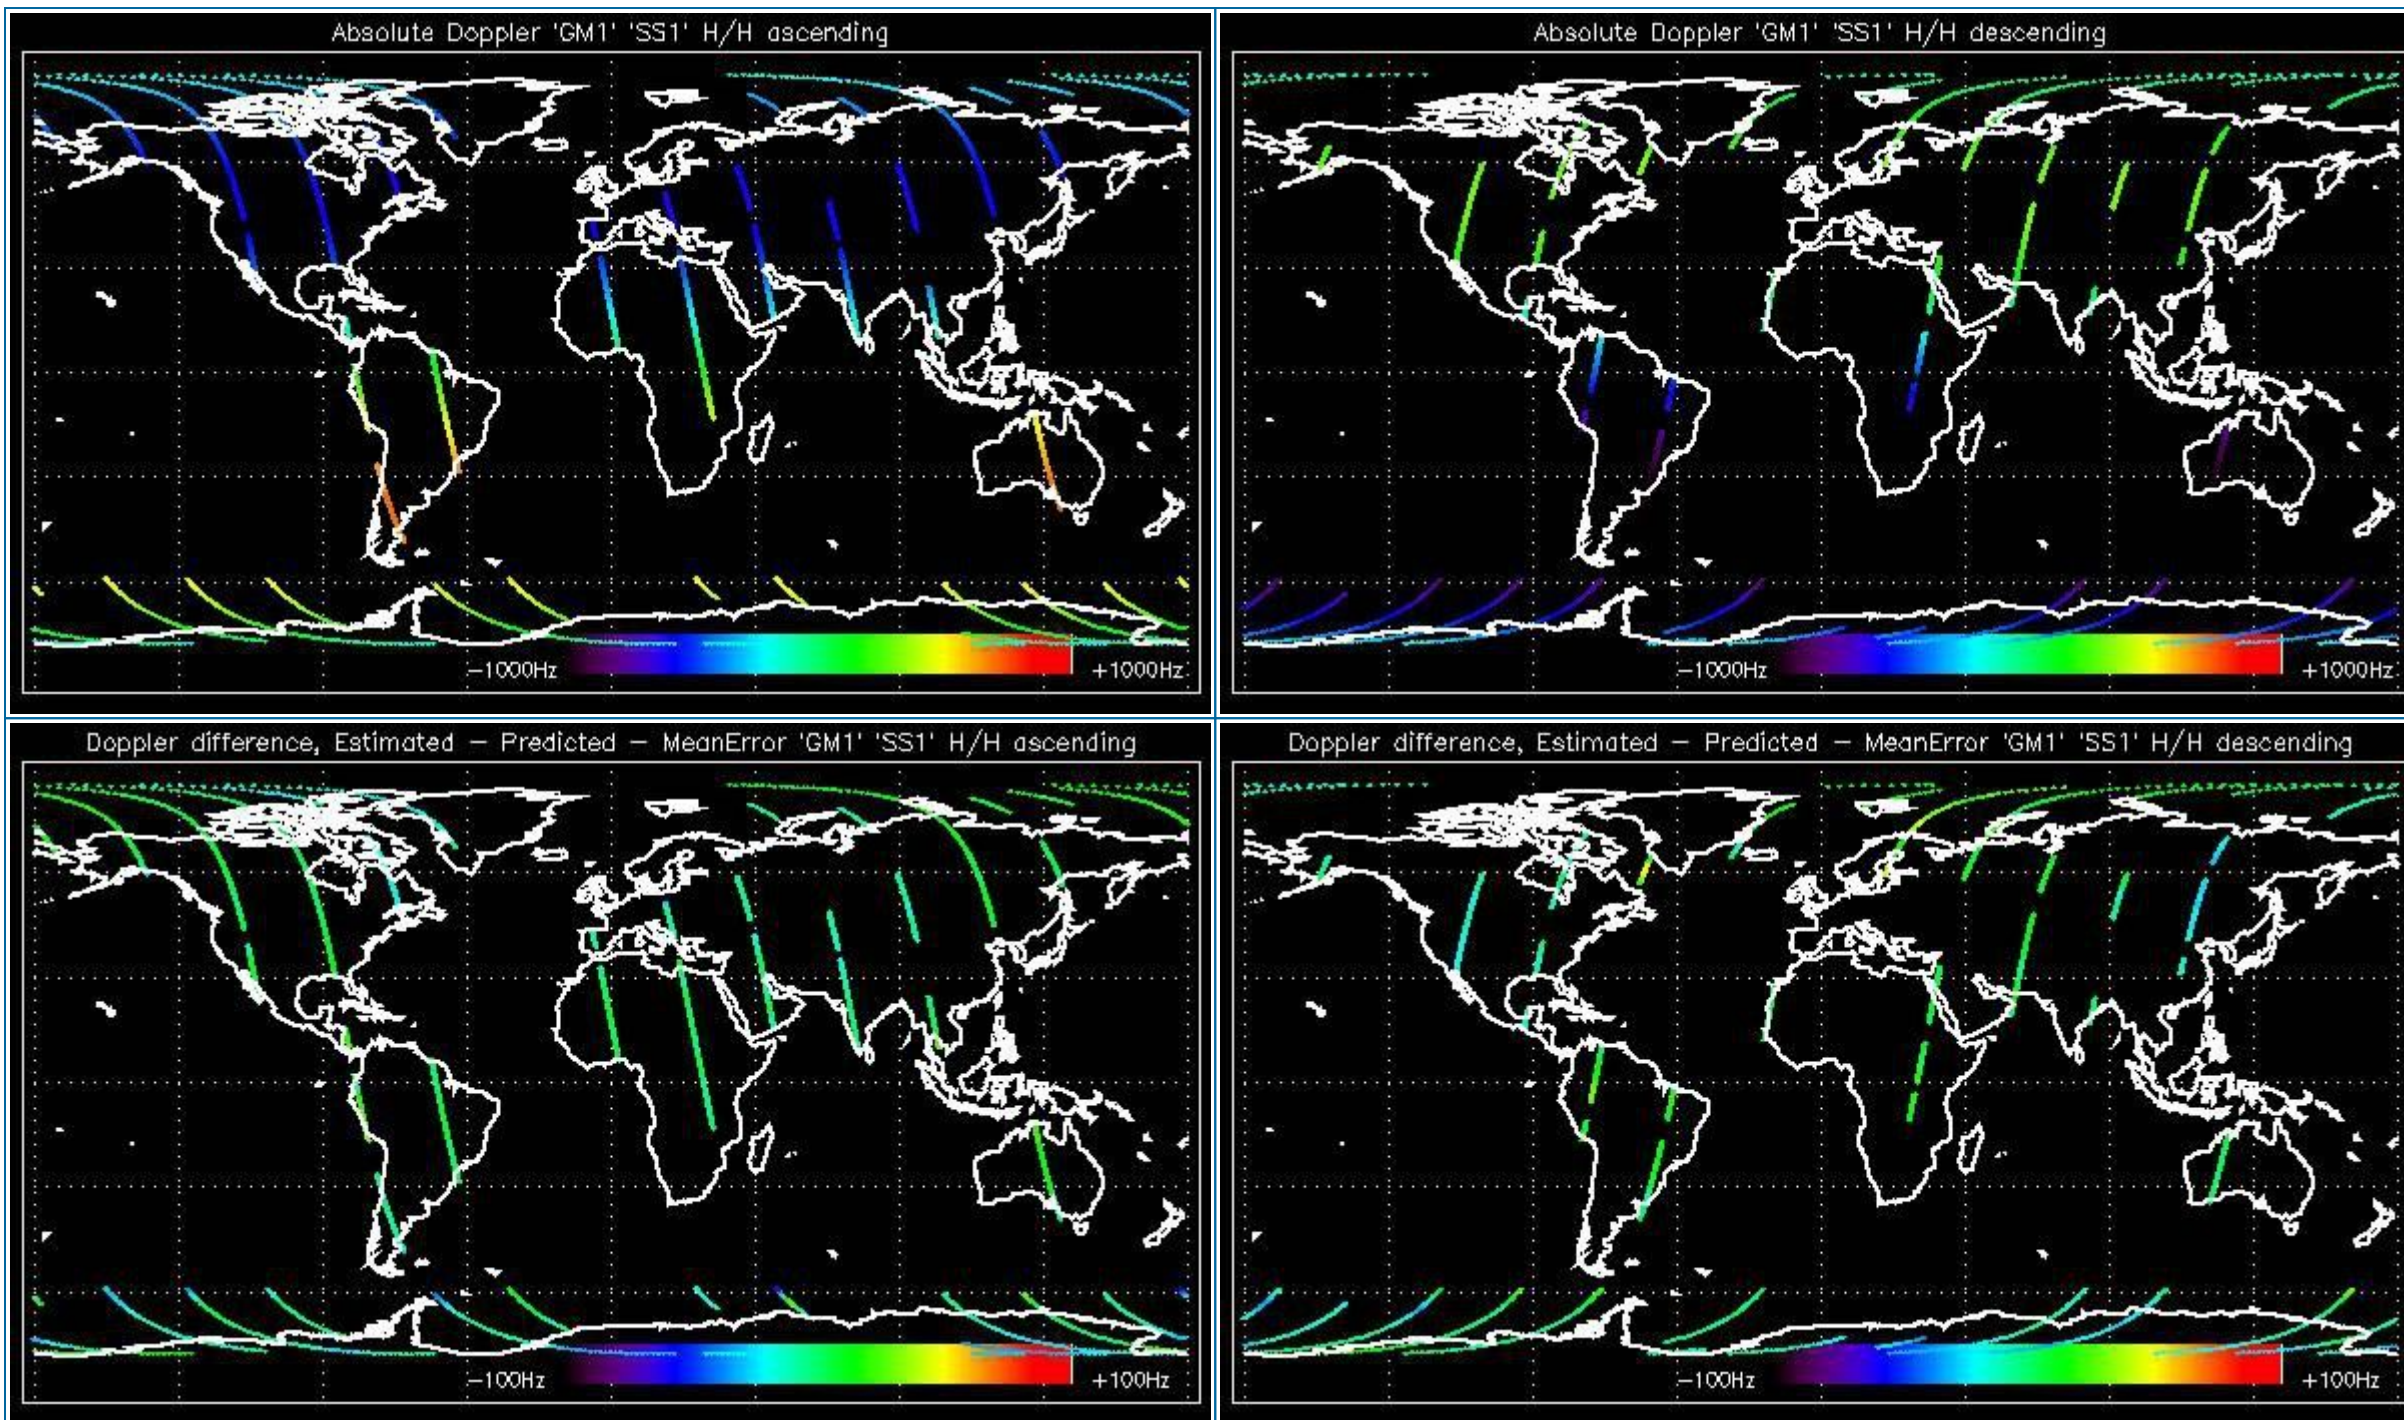 Absolute Doppler 'GM1' 'SS1' H/H ascending
-1000Hz
+1000Hz
Absolute Doppler 'GM1' 'SS1' H/H descending
-1000Hz
+1000Hz
Doppler difference, Estimated - Predicted - MeanError 'GM1' 'SS1' H/H ascending
-100Hz
+100Hz
Doppler difference, Estimated - Predicted - MeanError 'GM1' 'SS1' H/H descending
-100Hz
+100Hz